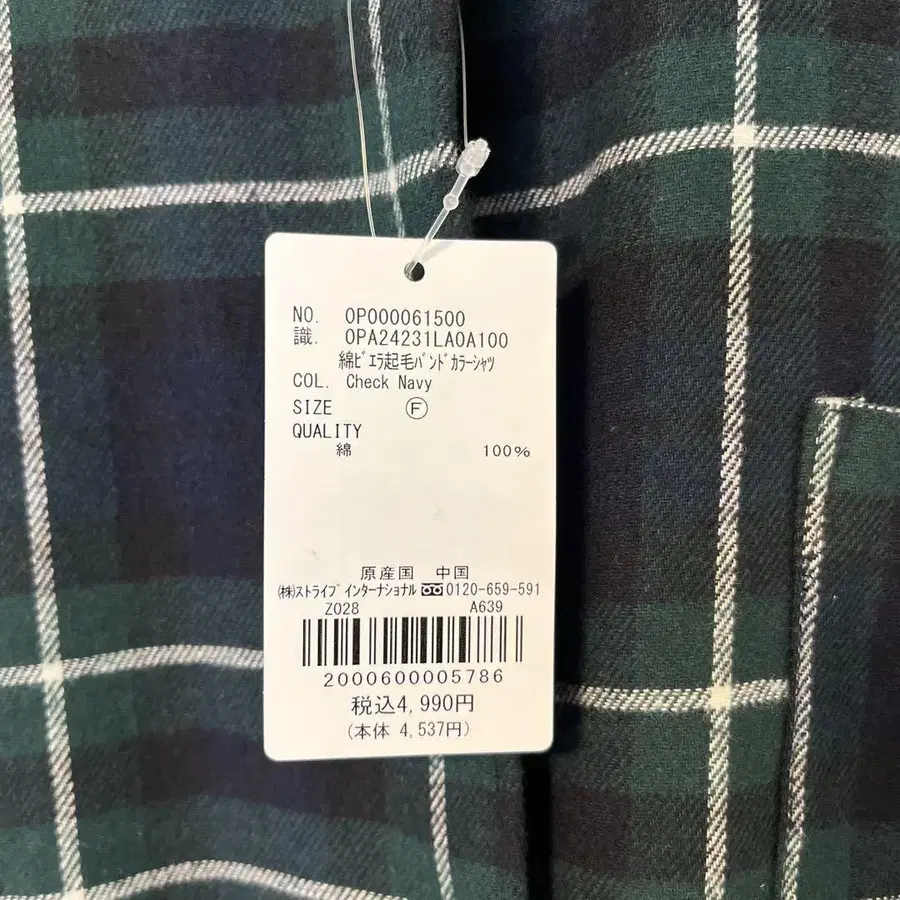 NO. OP000061500
識. OPA24231LA0A100
綿ﾋﾞｴﾗ起毛ﾊﾞﾝﾄﾞｶﾗｰｼｬﾂ
COL. Check Navy
SIZE Ⓕ
QUALITY
綿 100%
原産国 中国
㈱ｽﾄﾗｲﾌﾟｲﾝﾀｰﾅｼｮﾅﾙ 0120-659-591
Z028 A639
2000600005786
税込4,990円
(本体 4,537円)